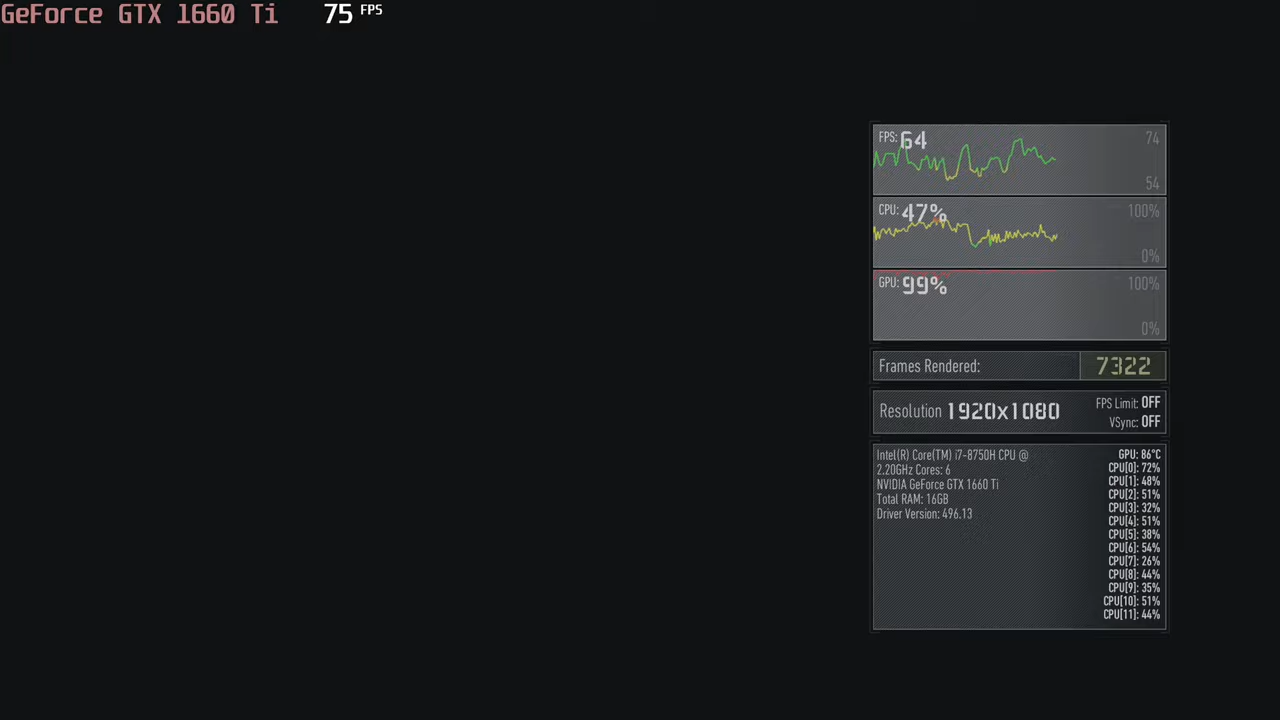 GeForce GTX 1660 Ti 75 FPS
FPS: 64 74
54
CPU: 47% 100%
0%
GPU: 99% 100%
0%
Frames Rendered: 7322
Resolution 1920x1080 FPS Limit: OFF
VSync: OFF
Intel(R) Core(TM) i7-8750H CPU @
2.20GHz Cores: 6
NVIDIA GeForce GTX 1660 Ti
Total RAM: 16GB
Driver Version: 496.13
GPU: 86°C
CPU[0]: 72%
CPU[1]: 48%
CPU[2]: 51%
CPU[3]: 32%
CPU[4]: 51%
CPU[5]: 38%
CPU[6]: 54%
CPU[7]: 26%
CPU[8]: 44%
CPU[9]: 35%
CPU[10]: 51%
CPU[11]: 44%